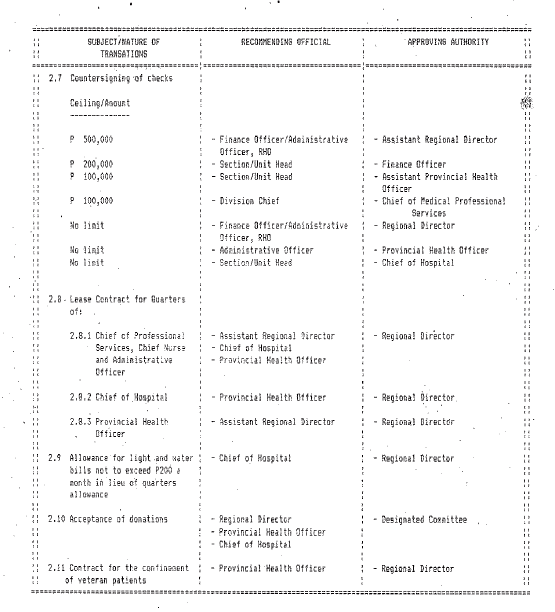 SUBJECT/NATURE OF RECOMMENDING OFFICIAL APPROVING AUTHORITY
TRANSATIONS
2.7 Countersigning of checks
Ceiling/Amount
P 500,000 - Finance Officer/Administrative - Assistant Regional Director
Officer, RHO
P 200,000 - Section/Unit Head - Finance Officer
P 100,000 - Section/Unit Head - Assistant Provincial Health
Officer
P 100,000 - Division Chief - Chief of Medical Professional
Services
No limit - Finance Officer/Administrative - Regional Director
Officer, RHO
No limit - Administrative Officer - Provincial Health Officer
No limit - Section/Unit Head - Chief of Hospital
2.8 Lease Contract for Quarters
of:
2.8.1 Chief of Professional - Assistant Regional Director - Regional Director
Services, Chief Nurse - Chief of Hospital
and Administrative - Provincial Health Officer
Officer
2.8.2 Chief of Hospital - Provincial Health Officer - Regional Director
2.8.3 Provincial Health - Assistant Regional Director - Regional Director
Officer
2.9 Allowance for light and water - Chief of Hospital - Regional Director
bills not to exceed P200 a
month in lieu of quarters
allowance
2.10 Acceptance of donations - Regional Director - Designated Committee
- Provincial Health Officer
- Chief of Hospital
2.11 Contract for the confinement - Provincial Health Officer - Regional Director
of veteran patients